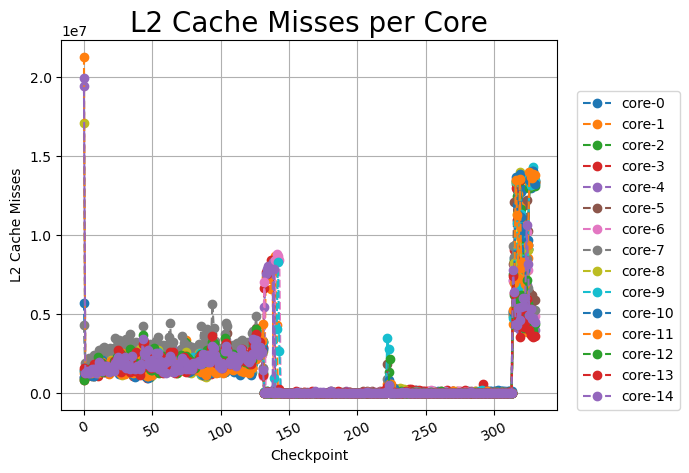 L2 Cache Misses per Core
1e7
2.0
1.5
1.0
0.5
0.0
L2 Cache Misses
0
50
100
150
200
250
300
Checkpoint
core-0
core-1
core-2
core-3
core-4
core-5
core-6
core-7
core-8
core-9
core-10
core-11
core-12
core-13
core-14